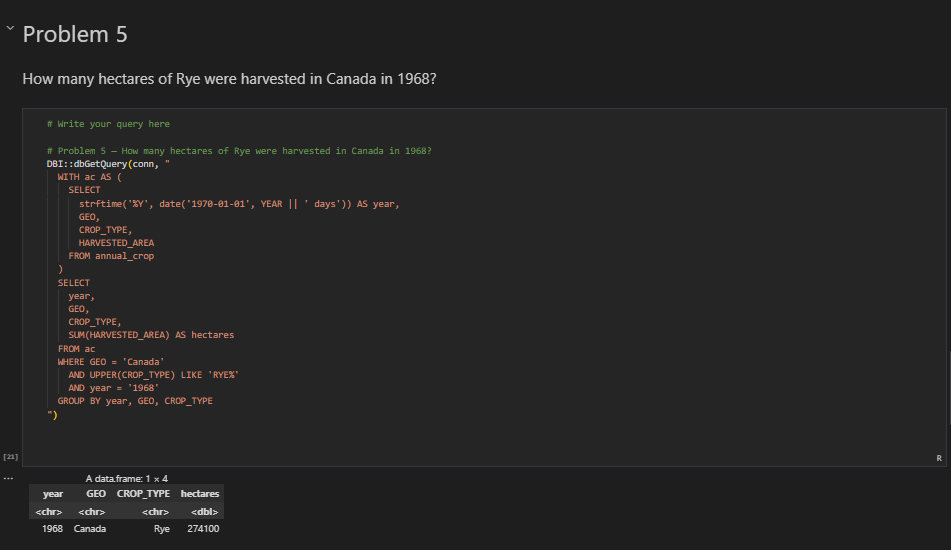 Problem 5
How many hectares of Rye were harvested in Canada in 1968?
# Write your query here
# Problem 5 – How many hectares of Rye were harvested in Canada in 1968?
DBI::dbGetQuery(conn, "
WITH ac AS (
SELECT
strftime('%Y', date('1970-01-01', YEAR || ' days')) AS year,
GEO,
CROP_TYPE,
HARVESTED_AREA
FROM annual_crop
)
SELECT
year,
GEO,
CROP_TYPE,
SUM(HARVESTED_AREA) AS hectares
FROM ac
WHERE GEO = 'Canada'
AND UPPER(CROP_TYPE) LIKE 'RYE%'
AND year = '1968'
GROUP BY year, GEO, CROP_TYPE
")
[21]
R
...
A data.frame: 1 × 4
year GEO CROP_TYPE hectares
<chr> <chr> <chr> <dbl>
1968 Canada Rye 274100